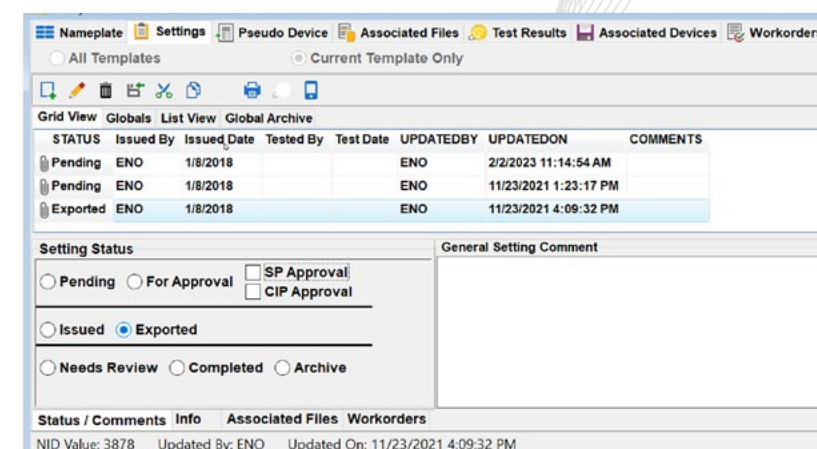 Nameplate Settings Pseudo Device Associated Files Test Results Associated Devices Workorders
All Templates Current Template Only
Grid View Globals List View Global Archive
STATUS Issued By Issued Date Tested By Test Date UPDATEDBY UPDATEDON COMMENTS
Pending ENO 1/8/2018 ENO 2/2/2023 11:14:54 AM
Pending ENO 1/8/2018 ENO 11/23/2021 1:23:17 PM
Exported ENO 1/8/2018 ENO 11/23/2021 4:09:32 PM
Setting Status General Setting Comment
Pending For Approval SP Approval
CIP Approval
Issued Exported
Needs Review Completed Archive
Status / Comments Info Associated Files Workorders
NID Value: 3878 Updated By: ENO Updated On: 11/23/2021 4:09:32 PM